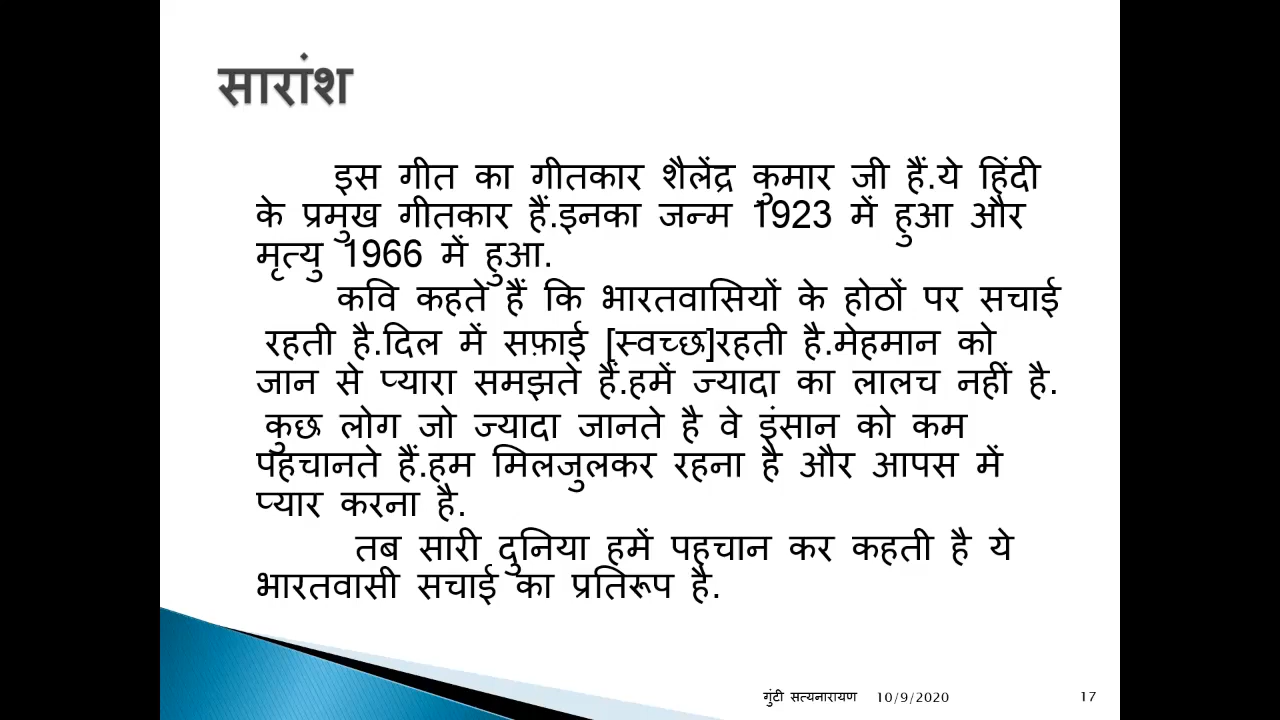 सारांश
इस गीत का गीतकार शैलेंद्र कुमार जी हैं.ये हिंदी
के प्रमुख गीतकार हैं.इनका जन्म 1923 में हुआ और
मृत्यु 1966 में हुआ.
कवि कहते हैं कि भारतवासियों के होठों पर सचाई
रहती है.दिल में सफ़ाई [स्वच्छ]रहती है.मेहमान को
जान से प्यारा समझते हैं.हमें ज्यादा का लालच नहीं है.
कुछ लोग जो ज्यादा जानते है वे इंसान को कम
पहचानते हैं.हम मिलजुलकर रहना है और आपस में
प्यार करना है.
तब सारी दुनिया हमें पहचान कर कहती है ये
भारतवासी सचाई का प्रतिरूप है.
गुंटी सत्यनारायण 10/9/2020 17